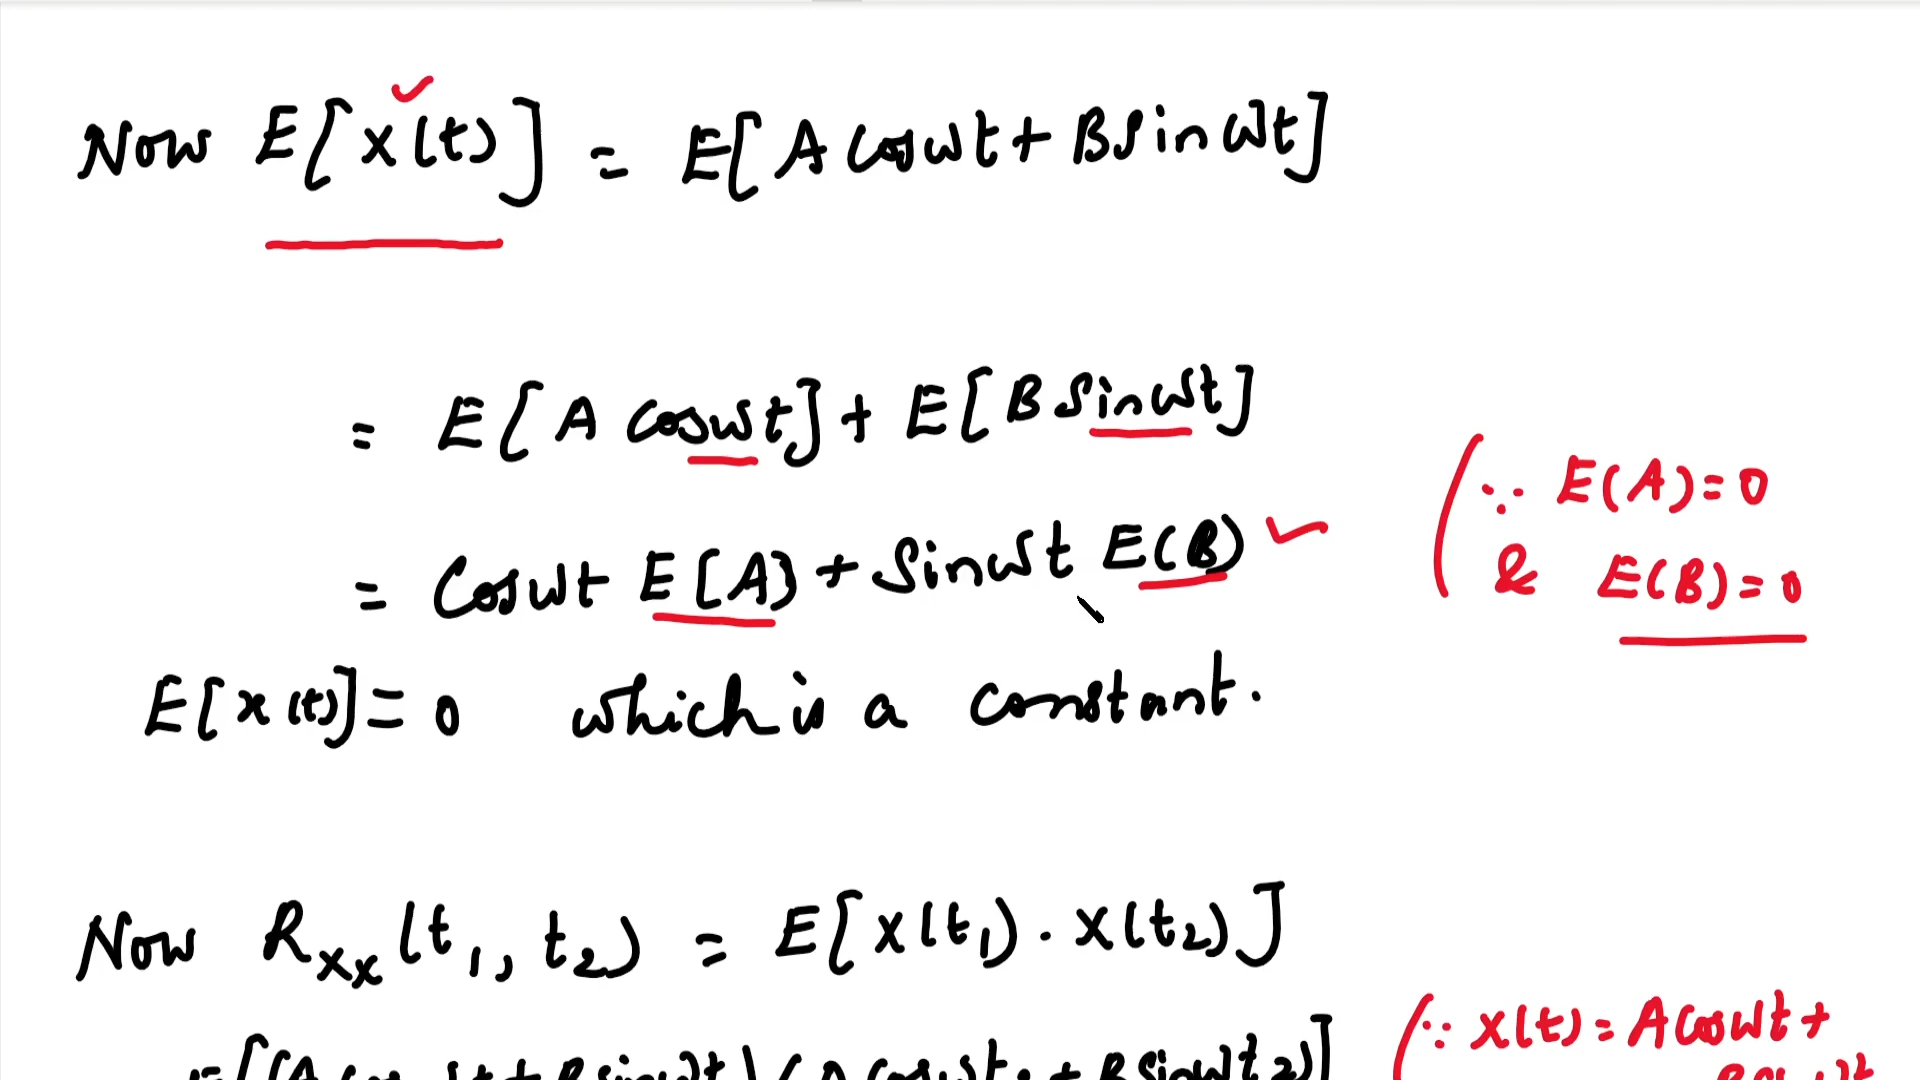 Now E[X(t)] = E[A cosωt + B sinωt]
= E[A cosωt] + E[B sinωt]
= cosωt E[A] + sinωt E(B)
(∵ E(A)=0
& E(B)=0
E[x(t)] = 0 which is a constant.
Now Rxx(t1, t2) = E[X(t1) . X(t2)]
(∵ X(t) = A cosωt +